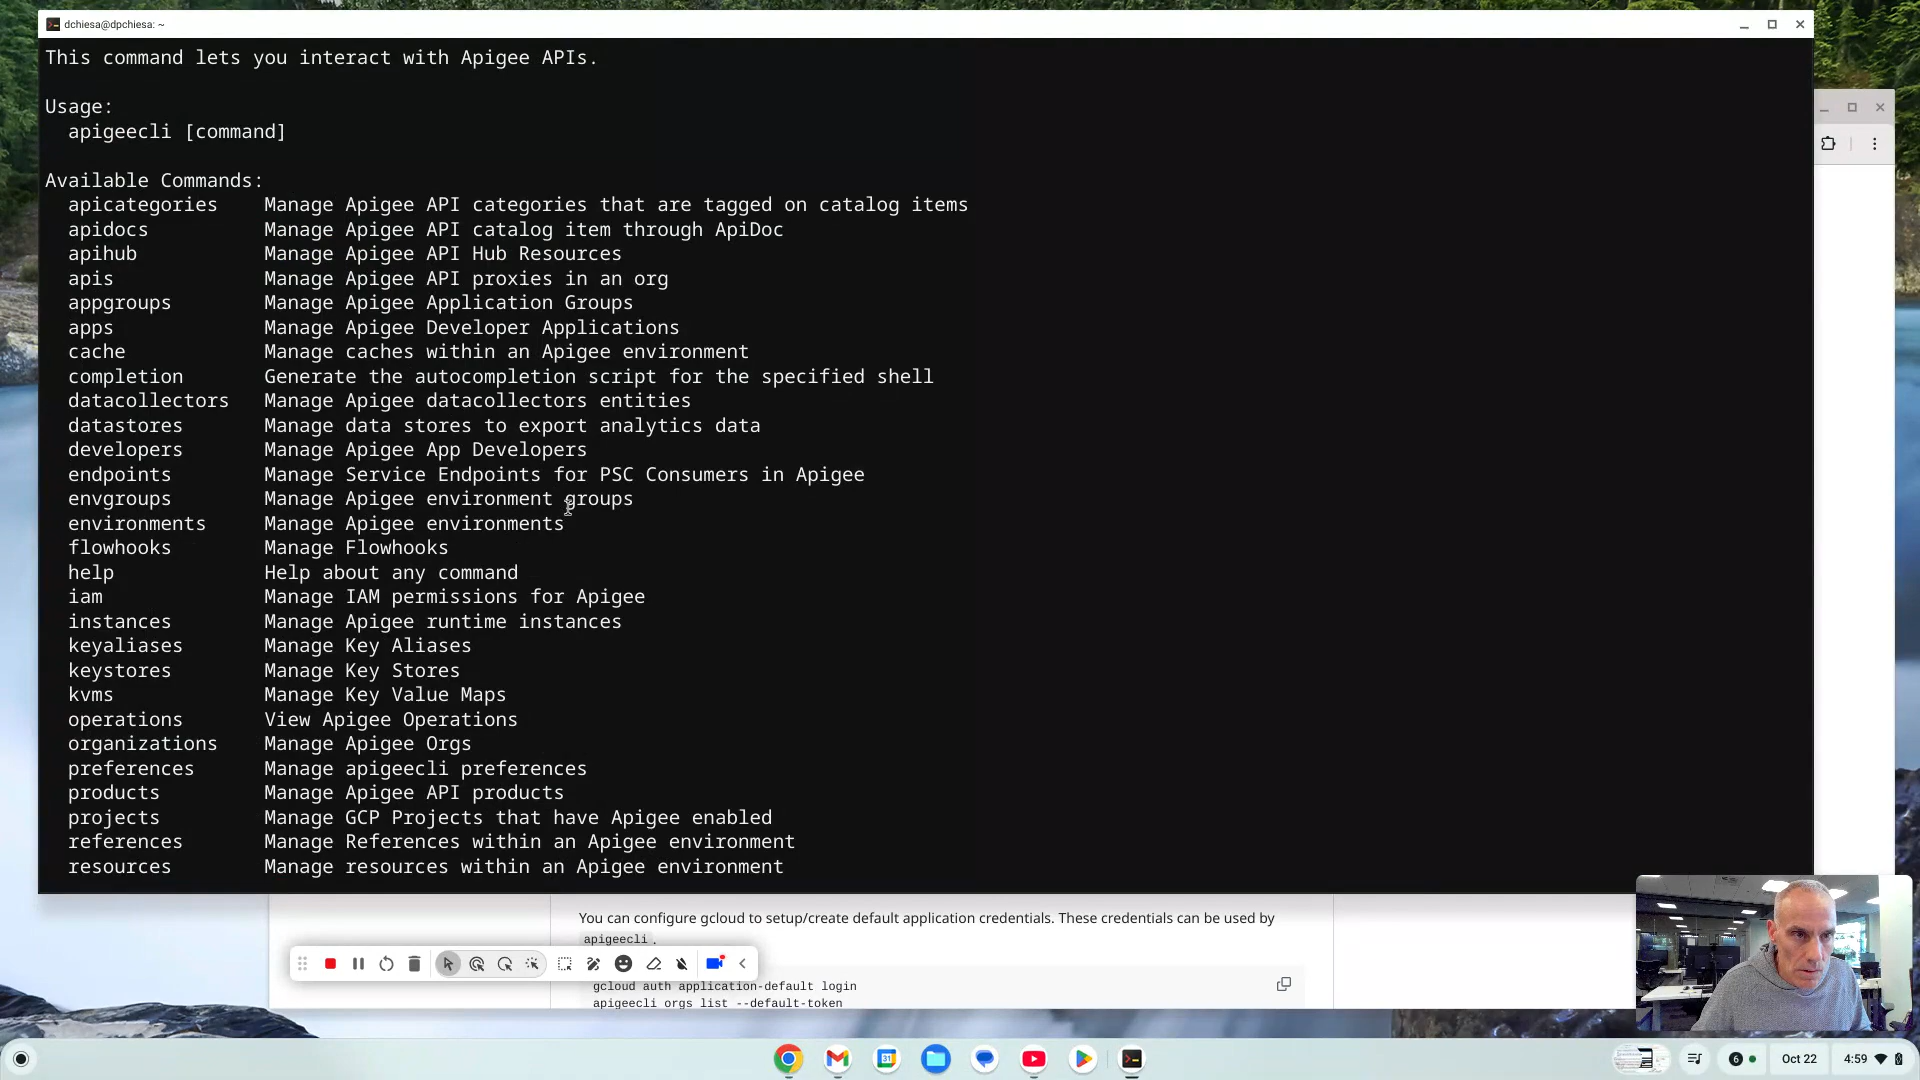 dchiesa@dpchiesa: ~
This command lets you interact with Apigee APIs.
Usage:
apigeecli [command]
Available Commands:
apicategories Manage Apigee API categories that are tagged on catalog items
apidocs Manage Apigee API catalog item through ApiDoc
apihub Manage Apigee API Hub Resources
apis Manage Apigee API proxies in an org
appgroups Manage Apigee Application Groups
apps Manage Apigee Developer Applications
cache Manage caches within an Apigee environment
completion Generate the autocompletion script for the specified shell
datacollectors Manage Apigee datacollectors entities
datastores Manage data stores to export analytics data
developers Manage Apigee App Developers
endpoints Manage Service Endpoints for PSC Consumers in Apigee
envgroups Manage Apigee environment groups
environments Manage Apigee environments
flowhooks Manage Flowhooks
help Help about any command
iam Manage IAM permissions for Apigee
instances Manage Apigee runtime instances
keyaliases Manage Key Aliases
keystores Manage Key Stores
kvms Manage Key Value Maps
operations View Apigee Operations
organizations Manage Apigee Orgs
preferences Manage apigeecli preferences
products Manage Apigee API products
projects Manage GCP Projects that have Apigee enabled
references Manage References within an Apigee environment
resources Manage resources within an Apigee environment
You can configure gcloud to setup/create default application credentials. These credentials can be used by
apigeecli .
gcloud auth application-default login
apigeecli orgs list --default-token
31
6
Oct 22
4:59